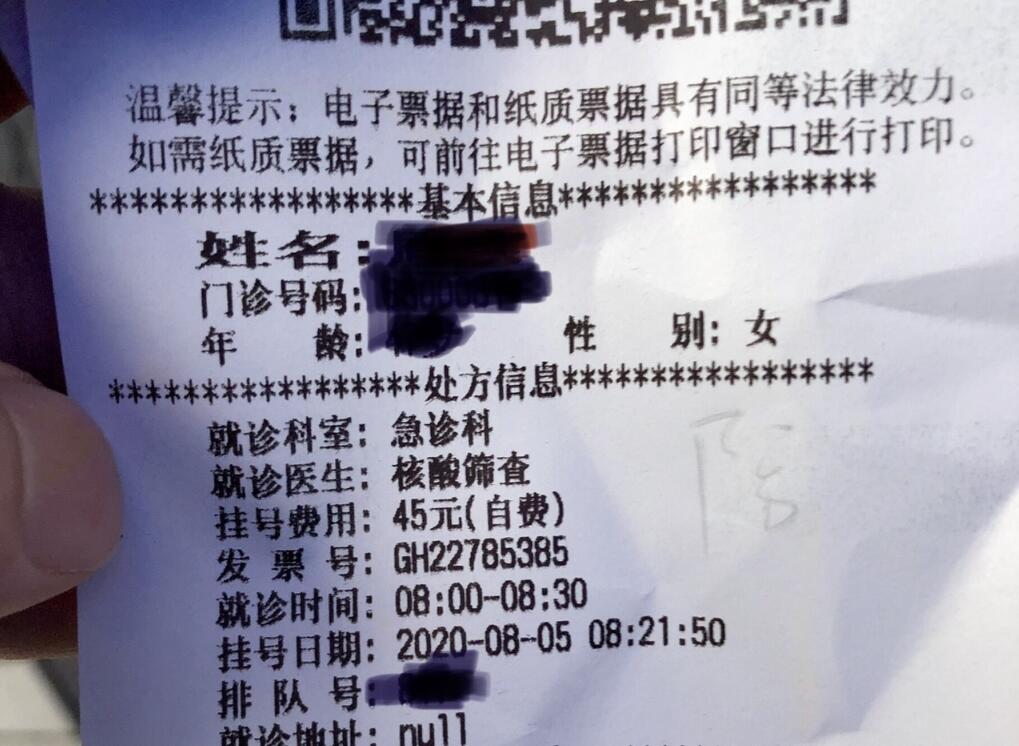 温馨提示：电子票据和纸质票据具有同等法律效力。
如需纸质票据，可前往电子票据打印窗口进行打印。
*****************基本信息*****************
姓名：
门诊号码：
年 龄： 性 别：女
*****************处方信息*****************
就诊科室：急诊科
就诊医生：核酸筛查
挂号费用：45元(自费)
发 票 号：GH22785385
就诊时间：08:00-08:30
挂号日期：2020-08-05 08:21:50
排 队 号：
就诊地址：null